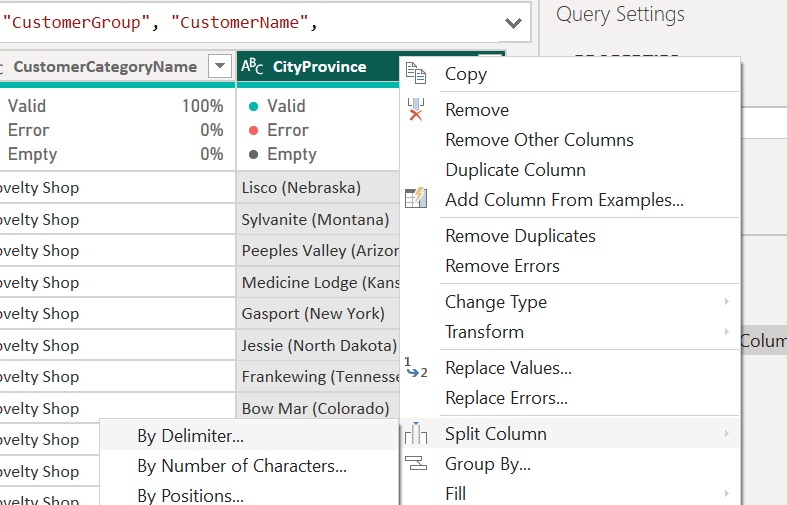 "CustomerGroup", "CustomerName",
Query Settings
CustomerCategoryName
ABC CityProvince
Valid 100%
Error 0%
Empty 0%
Valid
Error
Empty
ovelty Shop Lisco (Nebraska)
ovelty Shop Sylvanite (Montana)
ovelty Shop Peeples Valley (Arizon
ovelty Shop Medicine Lodge (Kans
ovelty Shop Gasport (New York)
ovelty Shop Jessie (North Dakota)
ovelty Shop Frankewing (Tennesse
ovelty Shop Bow Mar (Colorado)
ovelty Shop
ovelty Shop
ovelty Shop
Copy
Remove
Remove Other Columns
Duplicate Column
Add Column From Examples...
Remove Duplicates
Remove Errors
Change Type
Transform
1
2
Replace Values...
Replace Errors...
Split Column
Group By...
Fill
By Delimiter...
By Number of Characters...
By Positions...
Colum